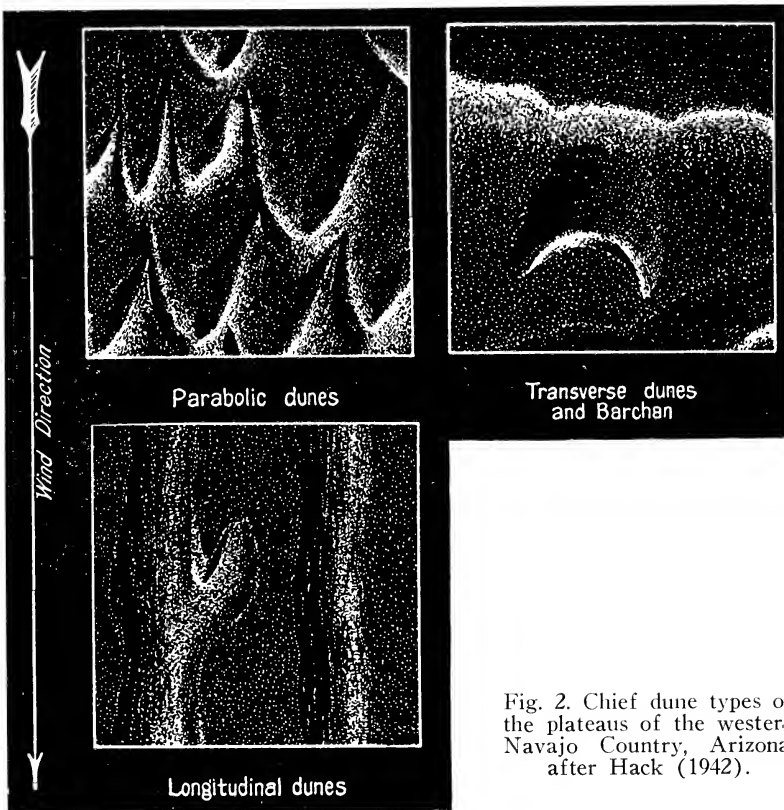 Wind Direction
Parabolic dunes
Transverse dunes
and Barchan
Longitudinal dunes
Fig. 2. Chief dune types o
the plateaus of the wester
Navajo Country, Arizona
after Hack (1942).